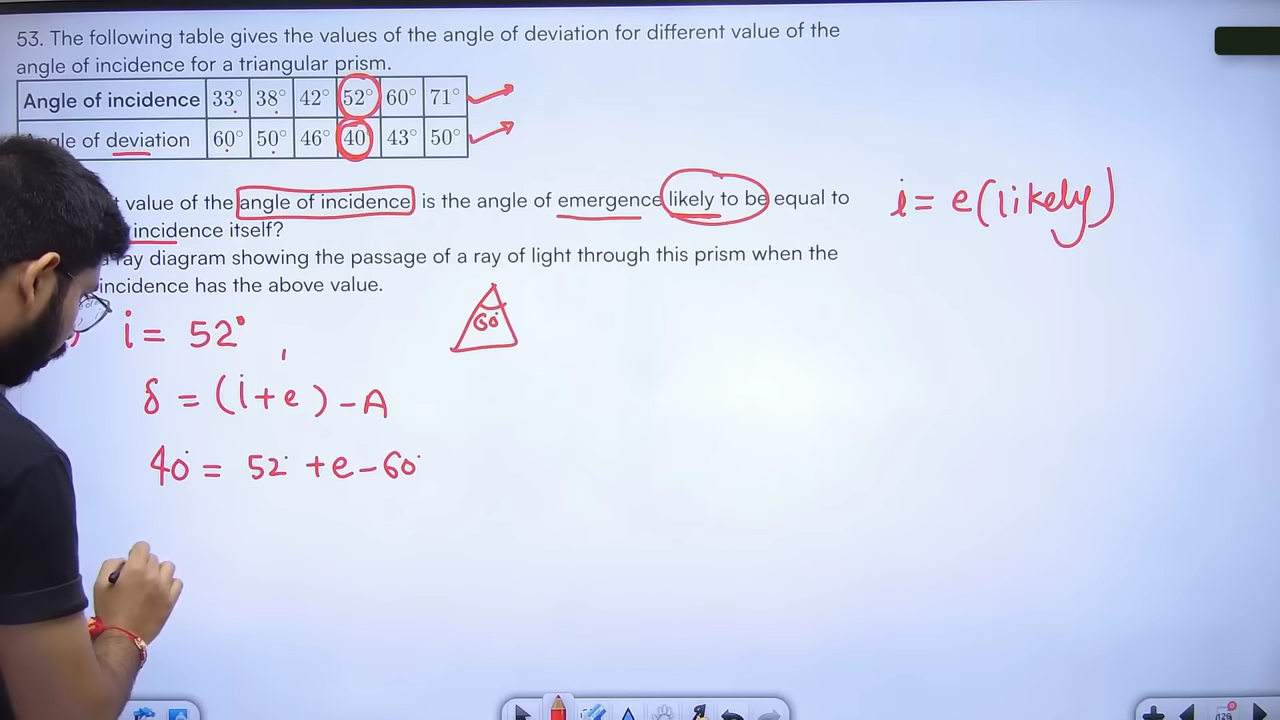 53. The following table gives the values of the angle of deviation for different value of the
angle of incidence for a triangular prism.
Angle of incidence 33° 38° 42° 52° 60° 71°
of deviation 60° 50° 46° 40 43° 50°
value of the angle of incidence is the angle of emergence likely to be equal to
incidence itself?
ray diagram showing the passage of a ray of light through this prism when the
incidence has the above value.
i = e (likely)
60°
i = 52°
δ = (i + e) - A
40° = 52° + e - 60°